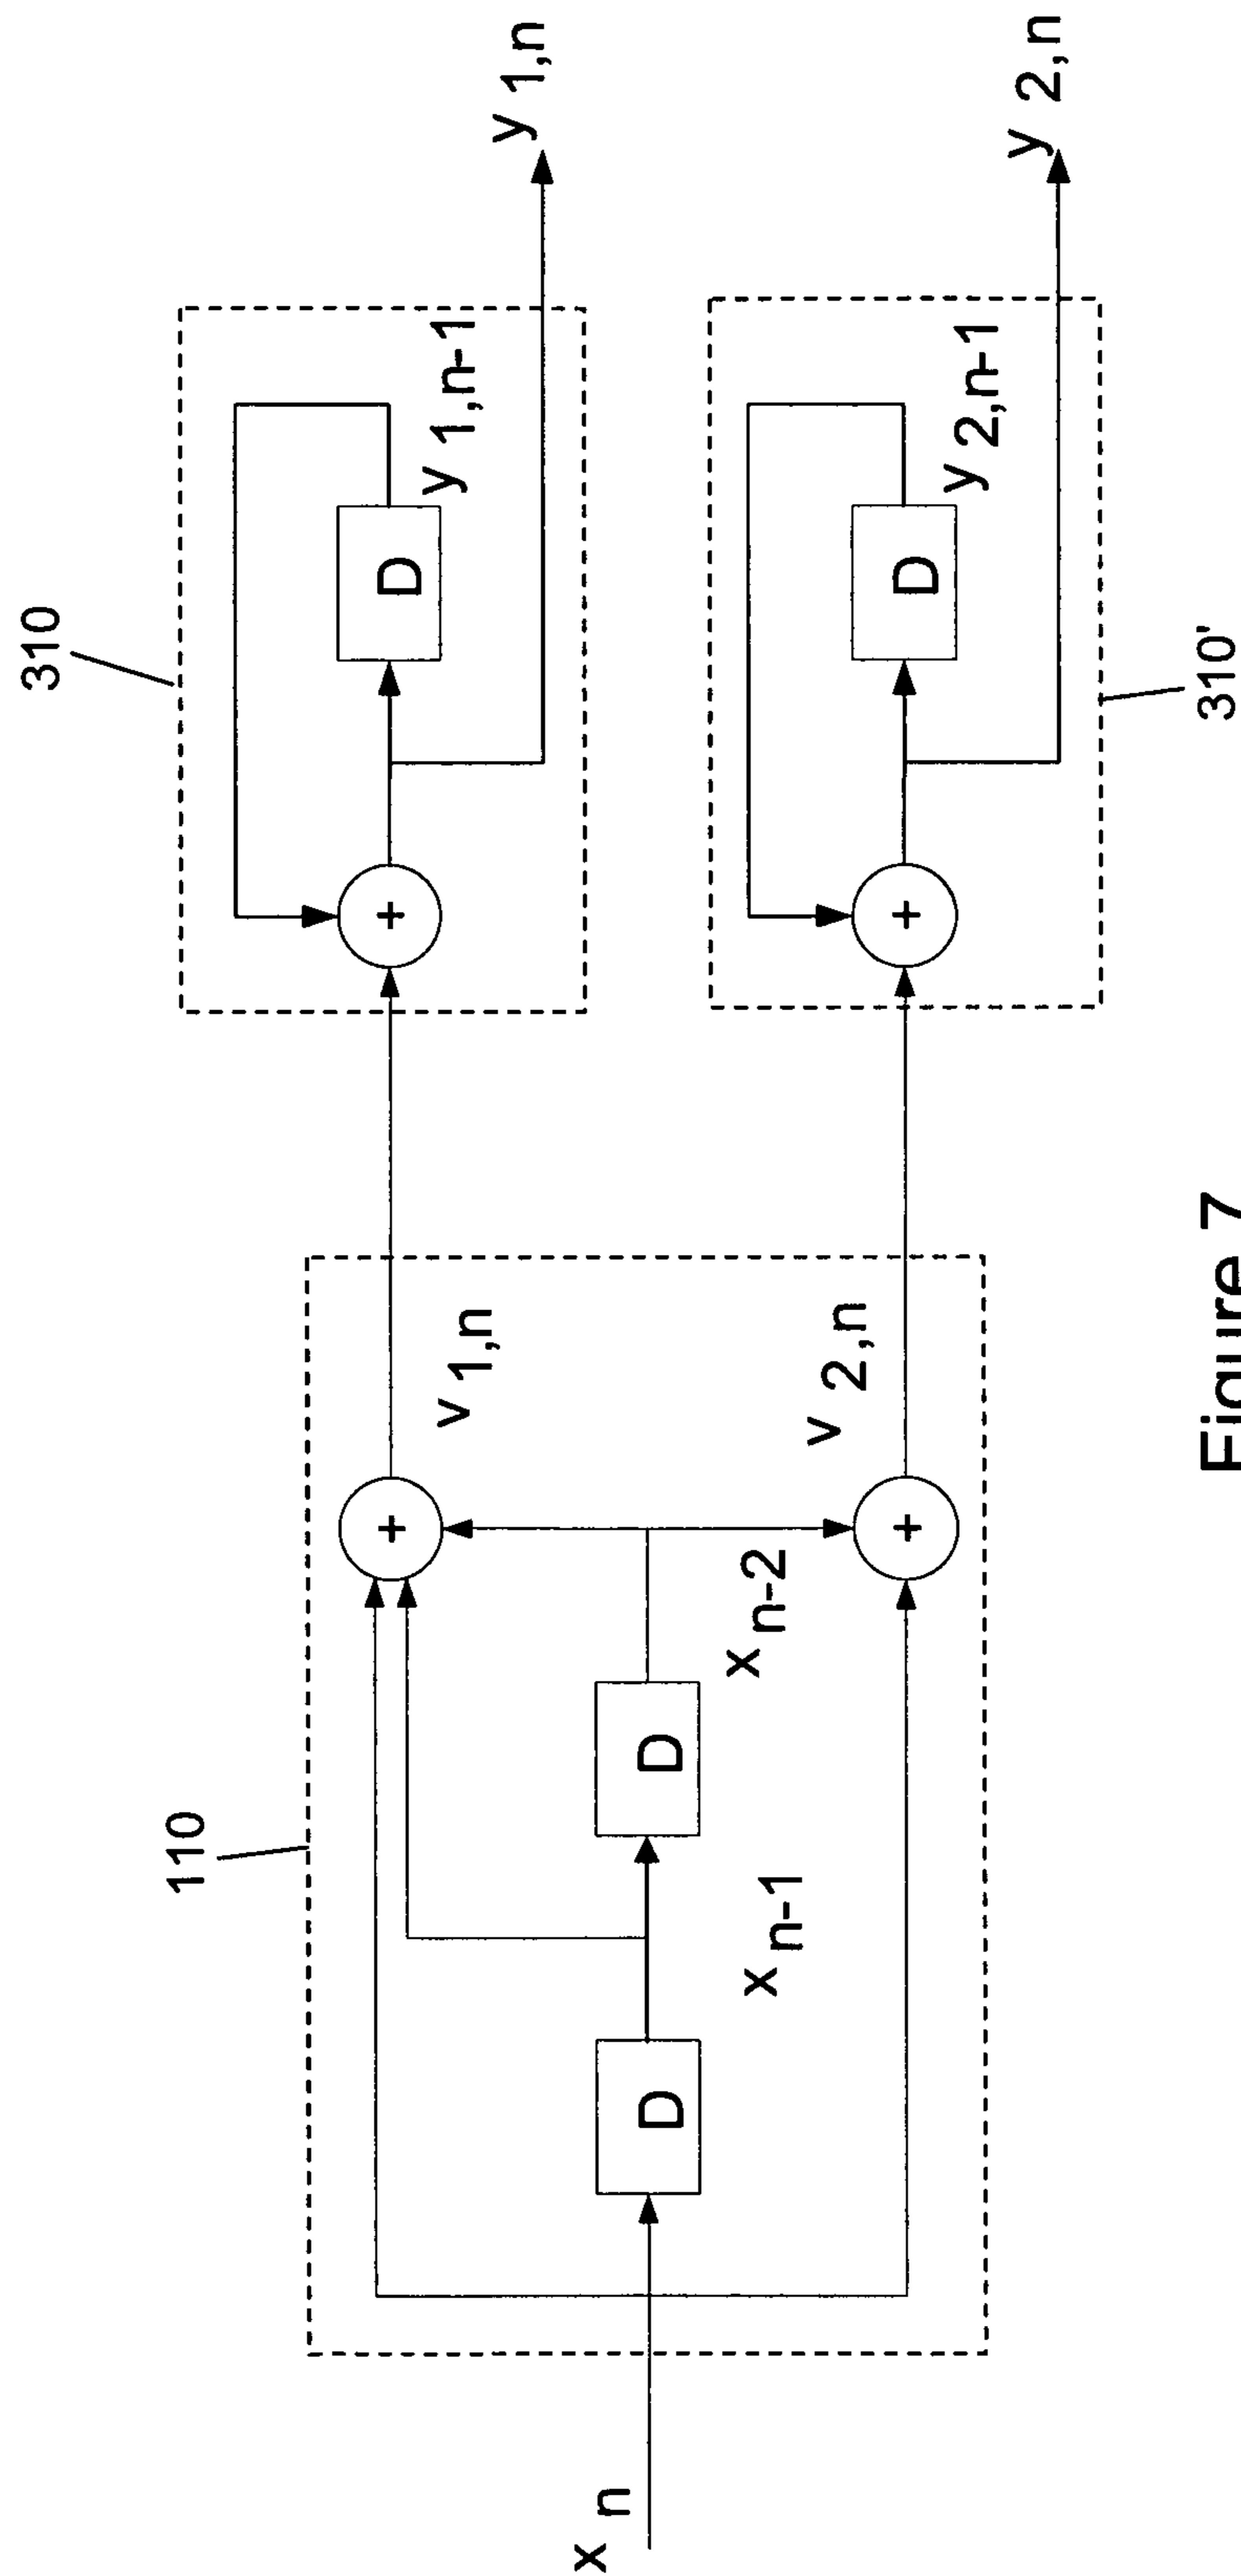 110
310
x n
D
x n-1
D
x n-2
+
v 1,n
+
v 2,n
+
D
y 1,n-1
y 1,n
+
D
y 2,n-1
y 2,n
310'
Figure 7